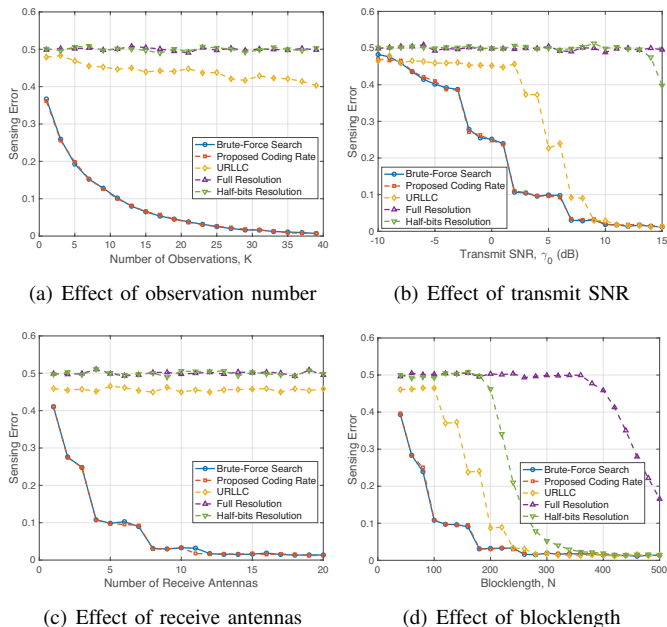 0.6
0.5
0.4
0.3
0.2
0.1
0
Sensing Error
Brute-Force Search
Proposed Coding Rate
URLLC
Full Resolution
Half-bits Resolution
0 5 10 15 20 25 30 35 40
Number of Observations, K
(a) Effect of observation number
0.6
0.5
0.4
0.3
0.2
0.1
0
Sensing Error
Brute-Force Search
Proposed Coding Rate
URLLC
Full Resolution
Half-bits Resolution
-10 -5 0 5 10 15
Transmit SNR, γ₀ (dB)
(b) Effect of transmit SNR
0.6
0.5
0.4
0.3
0.2
0.1
0
Sensing Error
Brute-Force Search
Proposed Coding Rate
URLLC
Full Resolution
Half-bits Resolution
0 5 10 15 20
Number of Receive Antennas
(c) Effect of receive antennas
0.6
0.5
0.4
0.3
0.2
0.1
0
Sensing Error
Brute-Force Search
Proposed Coding Rate
URLLC
Full Resolution
Half-bits Resolution
0 100 200 300 400 500
Blocklength, N
(d) Effect of blocklength